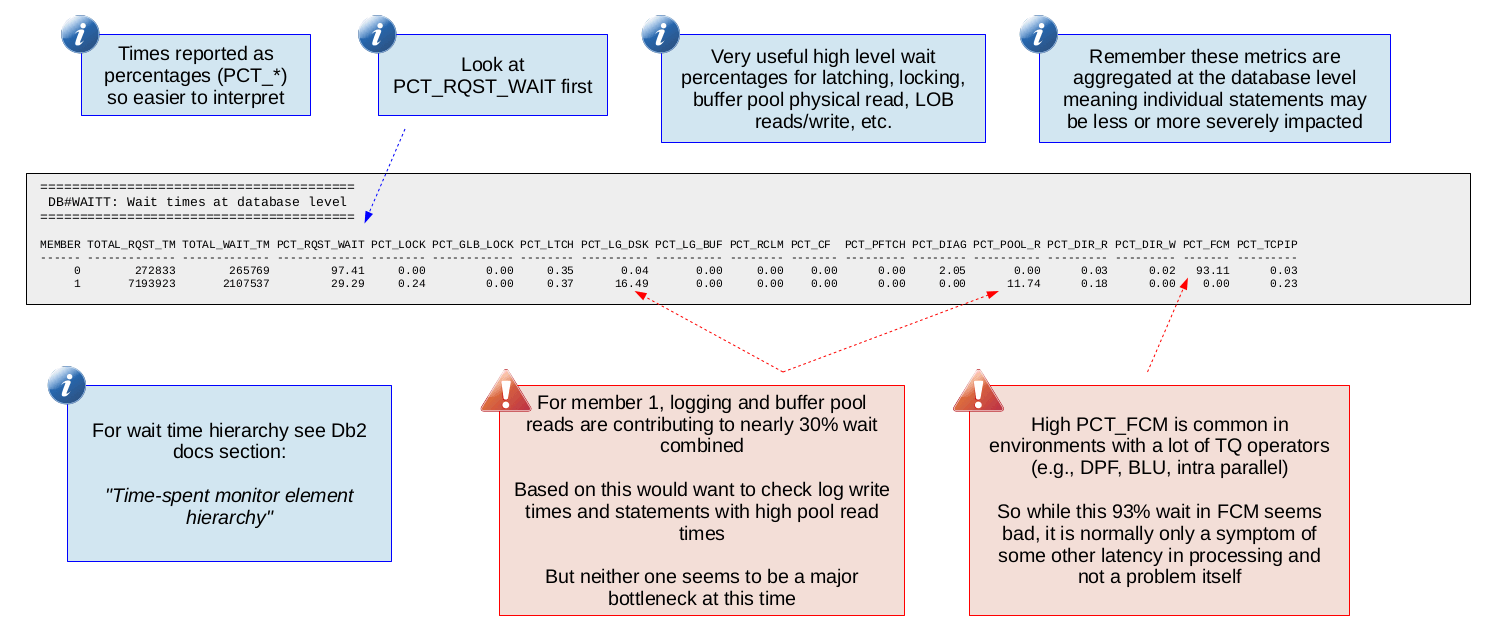 Times reported as
percentages (PCT_*)
so easier to interpret
Look at
PCT_RQST_WAIT first
Very useful high level wait
percentages for latching, locking,
buffer pool physical read, LOB
reads/write, etc.
Remember these metrics are
aggregated at the database level
meaning individual statements may
be less or more severely impacted
=======================================
DB#WAITT: Wait times at database level
=======================================
MEMBER TOTAL_RQST_TM TOTAL_WAIT_TM PCT_RQST_WAIT PCT_LOCK PCT_GLB_LOCK PCT_LTCH PCT_LG_DSK PCT_LG_BUF PCT_RCLM PCT_CF  PCT_PFTCH PCT_DIAG PCT_POOL_R PCT_DIR_R PCT_DIR_W PCT_FCM PCT_TCPIP
------ ------------- ------------- ------------- -------- ------------ -------- ---------- ---------- -------- ------- --------- -------- ---------- --------- --------- ------- ---------
0 272833 265769 97.41 0.00 0.00 0.35 0.04 0.00 0.00 0.00 0.00 2.05 0.00 0.03 0.02 93.11 0.03
1 7193923 2107537 29.29 0.24 0.00 0.37 16.49 0.00 0.00 0.00 0.00 0.00 11.74 0.18 0.00 0.00 0.23
For wait time hierarchy see Db2
docs section:
"Time-spent monitor element
hierarchy"
For member 1, logging and buffer pool
reads are contributing to nearly 30% wait
combined
Based on this would want to check log write
times and statements with high pool read
times
But neither one seems to be a major
bottleneck at this time
High PCT_FCM is common in
environments with a lot of TQ operators
(e.g., DPF, BLU, intra parallel)
So while this 93% wait in FCM seems
bad, it is normally only a symptom of
some other latency in processing and
not a problem itself